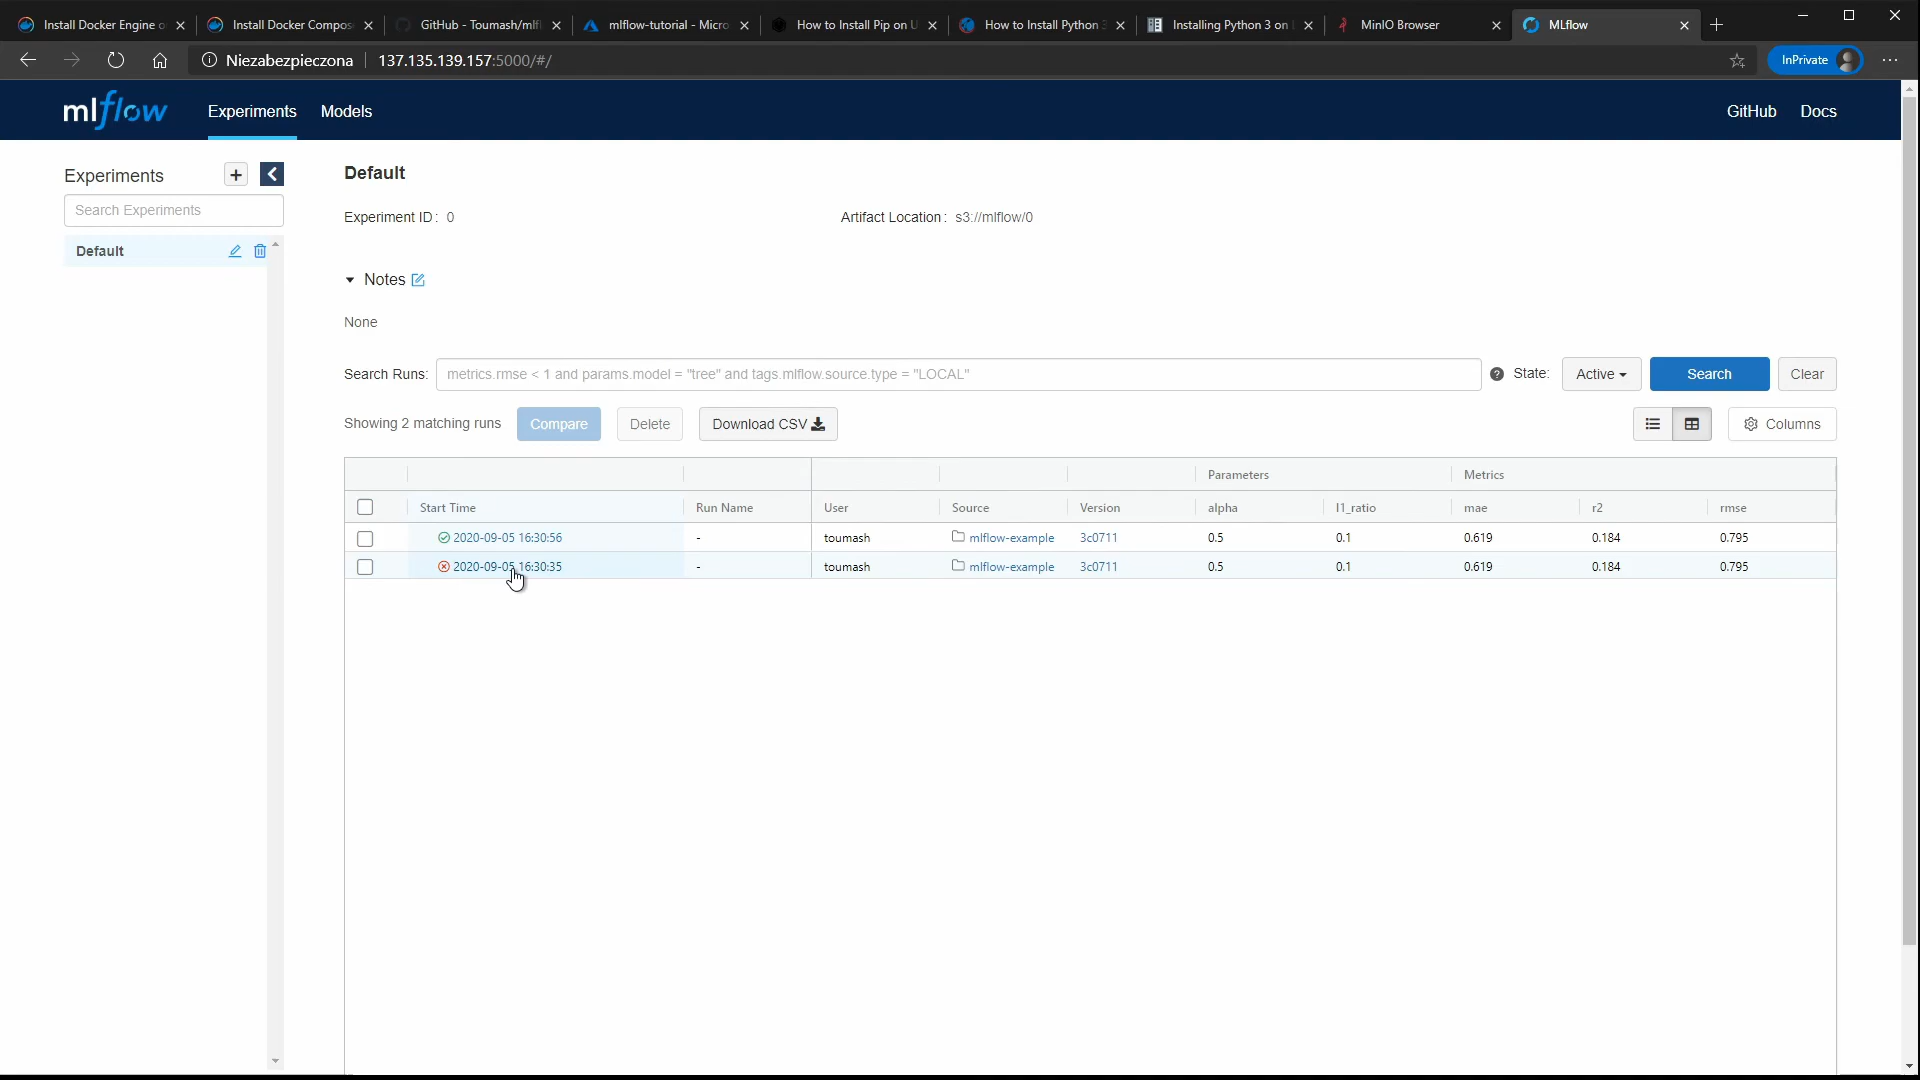 Install Docker Engine o
Install Docker Compos
GitHub - Toumash/mlf
mlflow-tutorial - Micro
How to Install Pip on U
How to Install Python 3
Installing Python 3 on
MinIO Browser
MLflow
Niezabezpieczona
137.135.139.157:5000/#/
InPrivate
mlflow
Experiments
Models
GitHub
Docs
Experiments
Search Experiments
Default
Default
Experiment ID: 0
Artifact Location: s3://mlflow/0
Notes
None
Search Runs:
metrics.rmse < 1 and params.model = "tree" and tags.mlflow.source.type = "LOCAL"
State:
Active
Search
Clear
Showing 2 matching runs
Compare
Delete
Download CSV
Columns
Parameters Metrics
Start Time Run Name User Source Version alpha l1_ratio mae r2 rmse
2020-09-05 16:30:56 - toumash mlflow-example 3c0711 0.5 0.1 0.619 0.184 0.795
2020-09-05 16:30:35 - toumash mlflow-example 3c0711 0.5 0.1 0.619 0.184 0.795